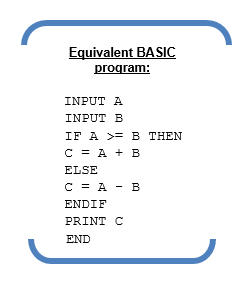 Equivalent BASIC
program:
INPUT A
INPUT B
IF A >= B THEN
C = A + B
ELSE
C = A - B
ENDIF
PRINT C
END